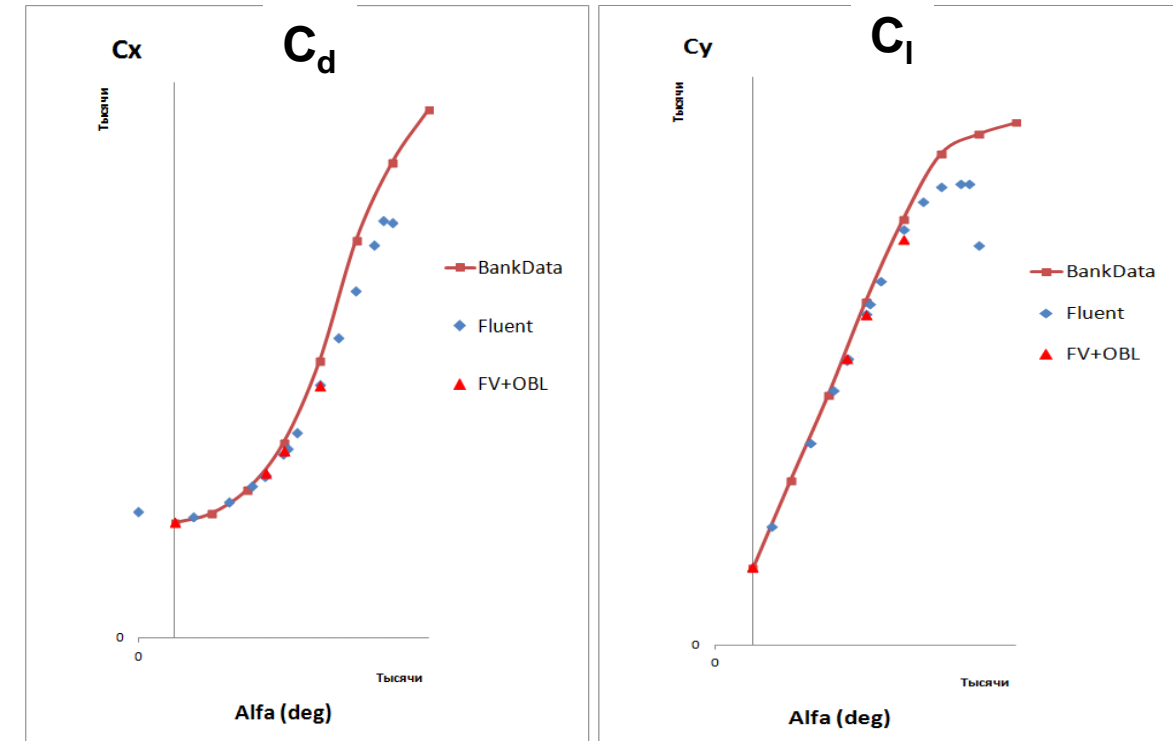 Cx
Cd
Тысячи
BankData
Fluent
FV+OBL
0
0
Тысячи
Alfa (deg)
Cy
Cl
Тысячи
BankData
Fluent
FV+OBL
0
0
Тысячи
Alfa (deg)